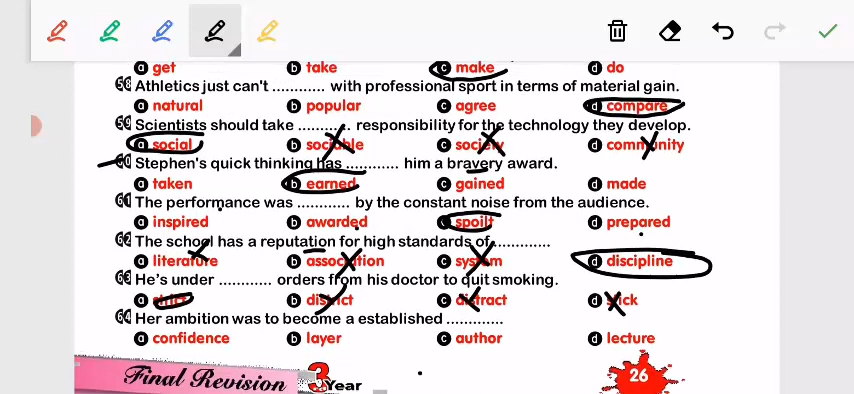 a get b take c make d do
58 Athletics just can't ............ with professional sport in terms of material gain.
a natural b popular c agree d compare
59 Scientists should take ............ responsibility for the technology they develop.
a social b sociable c society d community
60 Stephen's quick thinking has ............ him a bravery award.
a taken b earned c gained d made
61 The performance was ............ by the constant noise from the audience.
a inspired b awarded c spoilt d prepared
62 The school has a reputation for high standards of .............
a literature b association c system d discipline
63 He's under ............ orders from his doctor to quit smoking.
a strict b district c distract d stick
64 Her ambition was to become a established .............
a confidence b layer c author d lecture
Final Revision 3 Year 26